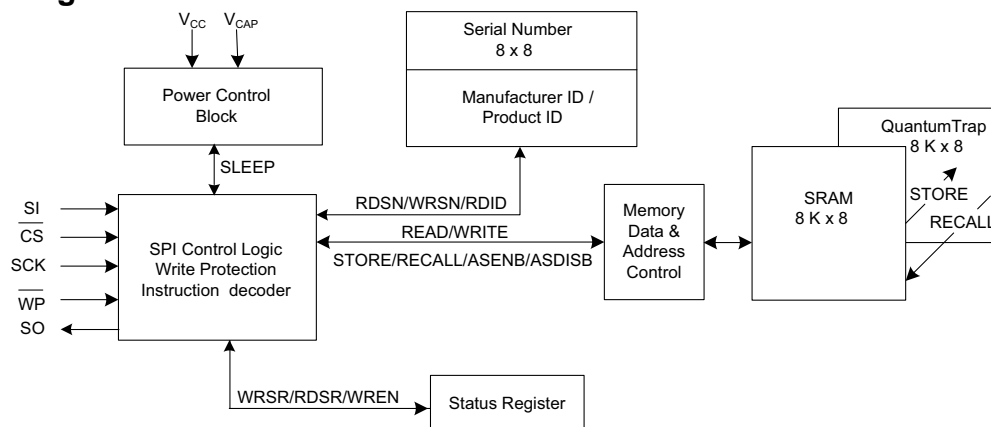 V_CC V_CAP
Power Control
Block
SLEEP
Serial Number
8 x 8
Manufacturer ID /
Product ID
QuantumTrap
8 K x 8
SRAM
8 K x 8
STORE
RECALL
SI
C̅S̅
SCK
W̅P̅
SO
SPI Control Logic
Write Protection
Instruction decoder
RDSN/WRSN/RDID
READ/WRITE
STORE/RECALL/ASENB/ASDISB
Memory
Data &
Address
Control
WRSR/RDSR/WREN
Status Register